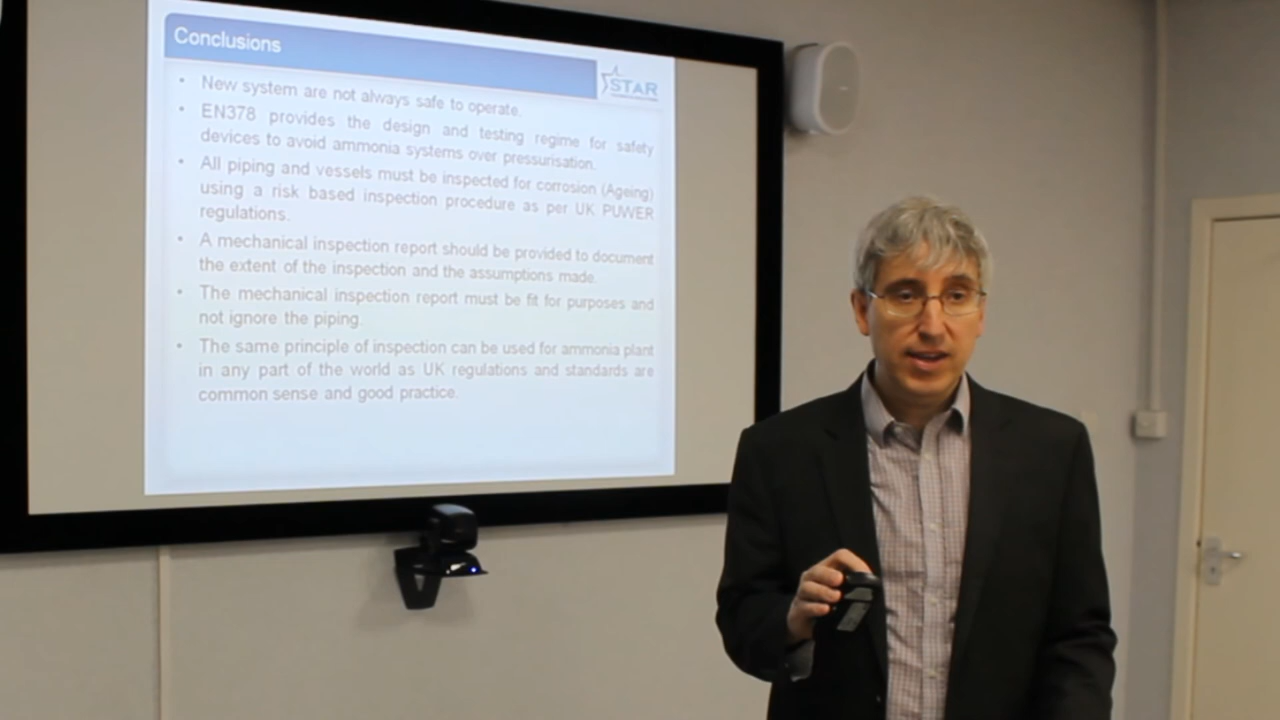 Conclusions
STAR
• New system are not always safe to operate.
• EN378 provides the design and testing regime for safety
devices to avoid ammonia systems over pressurisation.
• All piping and vessels must be inspected for corrosion (Ageing)
using a risk based inspection procedure as per UK PUWER
regulations.
• A mechanical inspection report should be provided to document
the extent of the inspection and the assumptions made.
• The mechanical inspection report must be fit for purposes and
not ignore the piping.
• The same principle of inspection can be used for ammonia plant
in any part of the world as UK regulations and standards are
common sense and good practice.